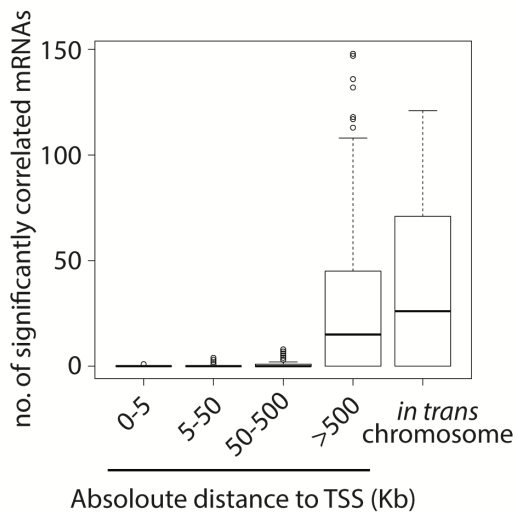 no. of significantly correlated mRNAs
150
100
50
0
0-5
5-50
50-500
>500
in trans
chromosome
Absoloute distance to TSS (Kb)